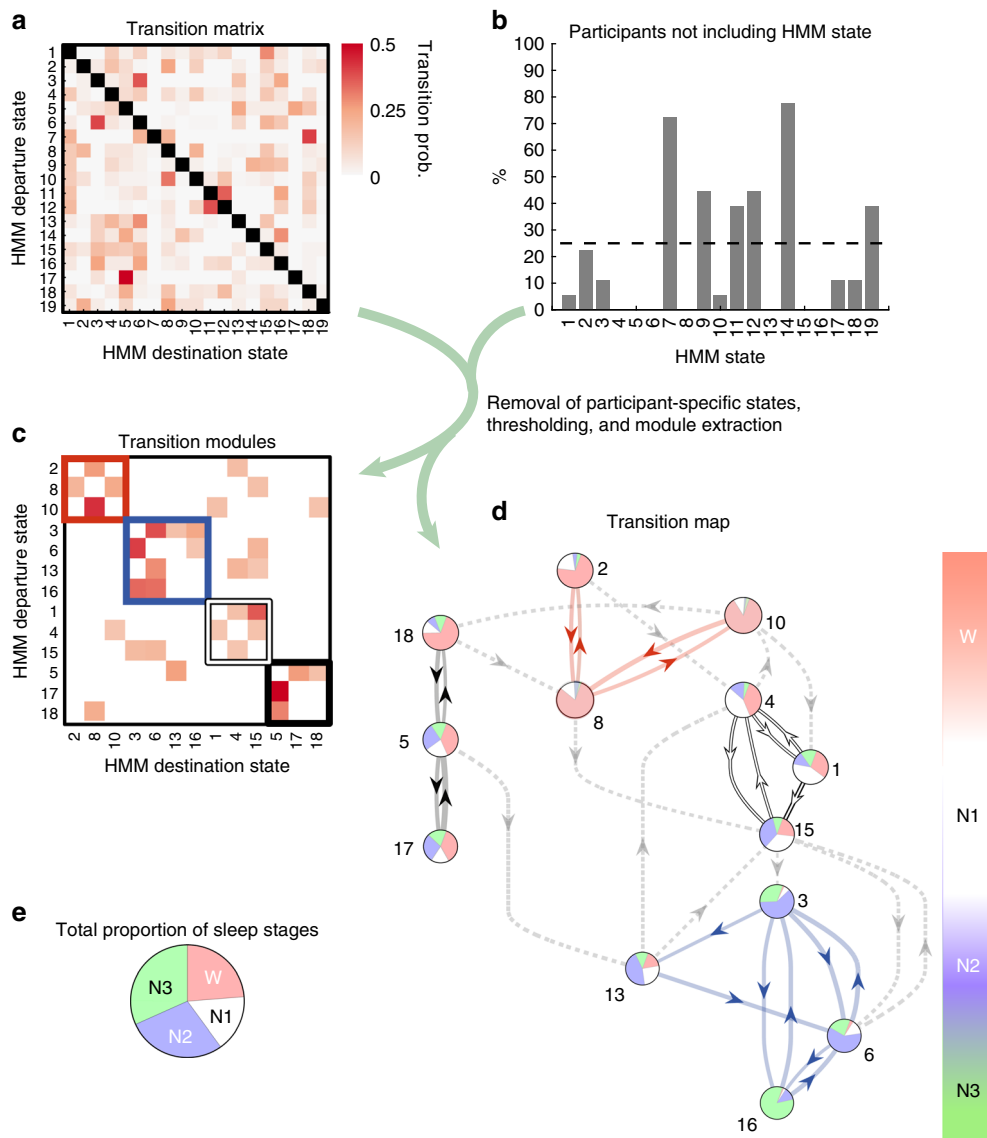 a
Transition matrix
HMM departure state
1
2
3
4
5
6
7
8
9
10
11
12
13
14
15
16
17
18
19
1 2 3 4 5 6 7 8 9 10 11 12 13 14 15 16 17 18 19
HMM destination state
0.5
0.25
0
Transition prob.
b
Participants not including HMM state
%
100
90
80
70
60
50
40
30
20
10
0
1 2 3 4 5 6 7 8 9 10 11 12 13 14 15 16 17 18 19
HMM state
Removal of participant-specific states,
thresholding, and module extraction
c
Transition modules
HMM departure state
2
8
10
3
6
13
16
1
4
15
5
17
18
2 8 10 3 6 13 16 1 4 15 5 17 18
HMM destination state
d
Transition map
2
18
10
8
4
5
1
15
17
3
13
6
16
W
N1
N2
N3
e
Total proportion of sleep stages
N3
W
N1
N2